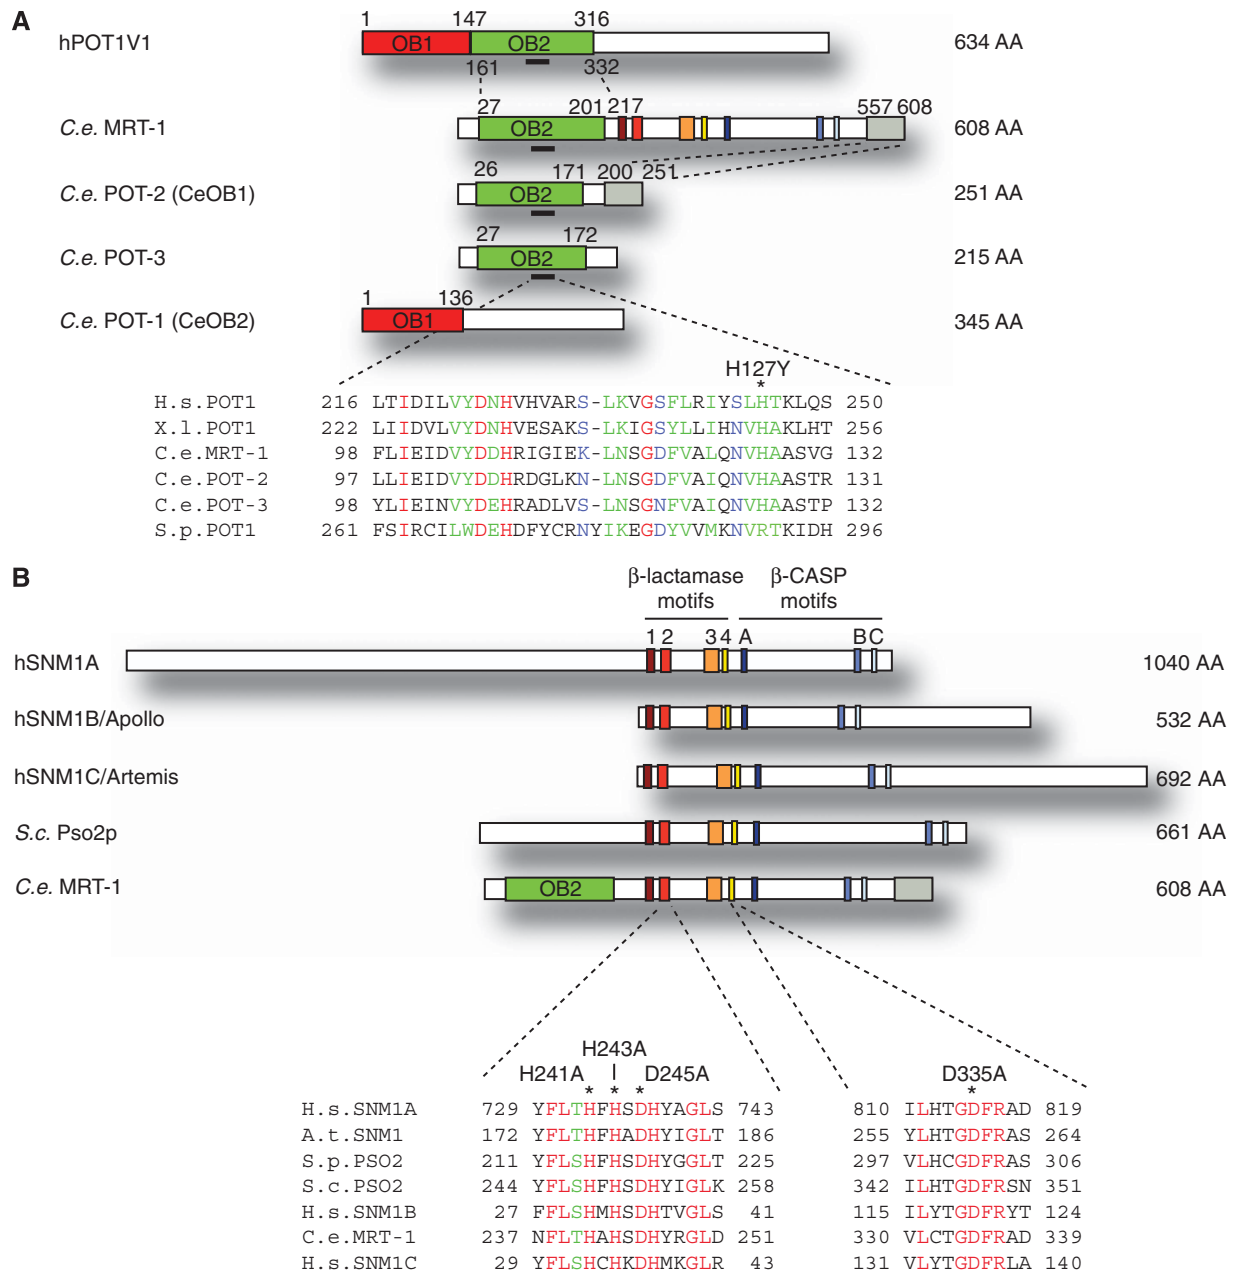 A
1 147 316
hPOT1V1 OB1 OB2 634 AA
161 332
27 201 217 557 608
C.e. MRT-1 OB2 608 AA
26 171 200 251
C.e. POT-2 (CeOB1) OB2 251 AA
27 172
C.e. POT-3 OB2 215 AA
1 136
C.e. POT-1 (CeOB2) OB1 345 AA
H127Y
*
H.s.POT1 216 LTIDILVYDNHVHVARS-LKVGSFLRIYSLHTKLQS 250
X.l.POT1 222 LIIDVLVYDNHVESAKS-LKIGSYLLIHNVHAKLHT 256
C.e.MRT-1 98 FLIEIDVYDDHRIGIEK-LNSGDFVALQNVHAASVG 132
C.e.POT-2 97 LLIEIDVYDDHRDGLKN-LNSGDFVAIQNVHAASTR 131
C.e.POT-3 98 YLIEINVYDEHRADLVS-LNSGNFVAIQNVHAASTP 132
S.p.POT1 261 FSIRCILWDEHDFYCRNYIKEGDYVVMKNVRTKIDH 296
B
β-lactamase motifs β-CASP motifs
1 2 3 4 A B C
hSNM1A 1040 AA
hSNM1B/Apollo 532 AA
hSNM1C/Artemis 692 AA
S.c. Pso2p 661 AA
C.e. MRT-1 OB2 608 AA
H243A
H241A D245A D335A
* * * *
H.s.SNM1A 729 YFLTHFHSDHYAGLS 743 810 ILHTGDFRAD 819
A.t.SNM1 172 YFLTHFHADHYIGLT 186 255 YLHTGDFRAS 264
S.p.PSO2 211 YFLSHFHSDHYGGLT 225 297 VLHCGDFRAS 306
S.c.PSO2 244 YFLSHFHSDHYIGLK 258 342 ILHTGDFRSN 351
H.s.SNM1B 27 FFLSHMHSDHTVGLS 41 115 ILYTGDFRYT 124
C.e.MRT-1 237 NFLTHAHSDHYRGLD 251 330 VLCTGDFRAD 339
H.s.SNM1C 29 YFLSHCHKDHMKGLR 43 131 VLYTGDFRLA 140